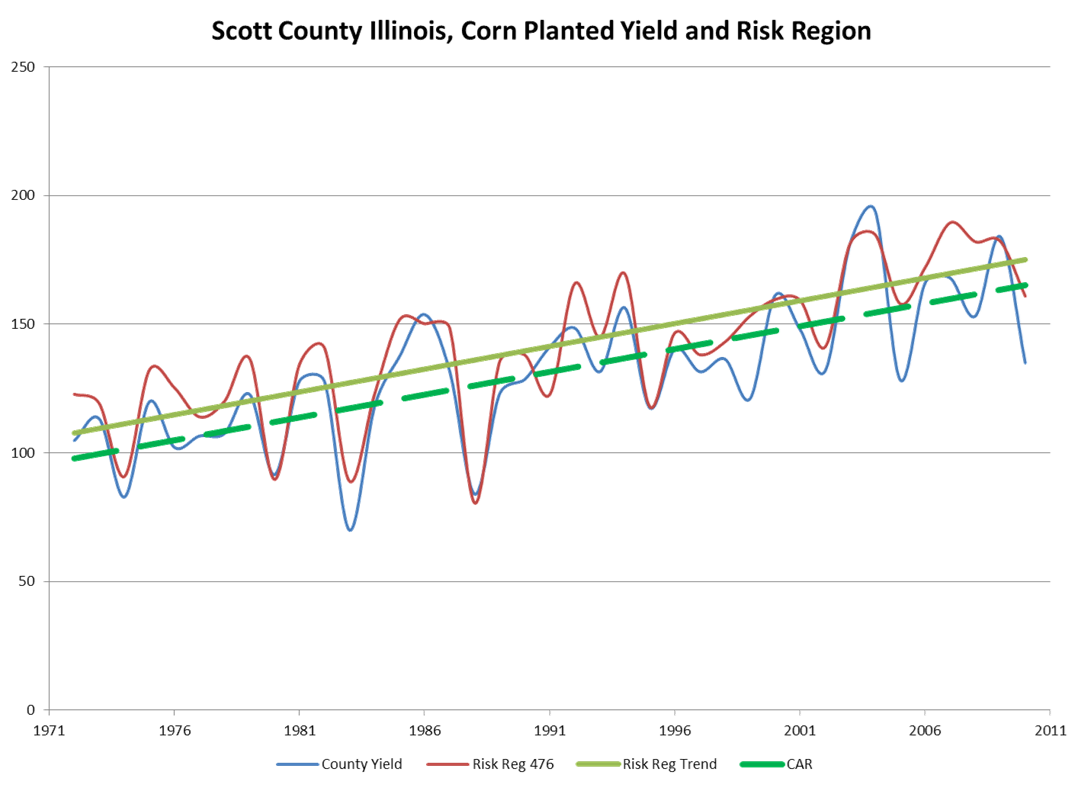 Scott County Illinois, Corn Planted Yield and Risk Region
250
200
150
100
50
0
1971 1976 1981 1986 1991 1996 2001 2006 2011
County Yield Risk Reg 476 Risk Reg Trend CAR